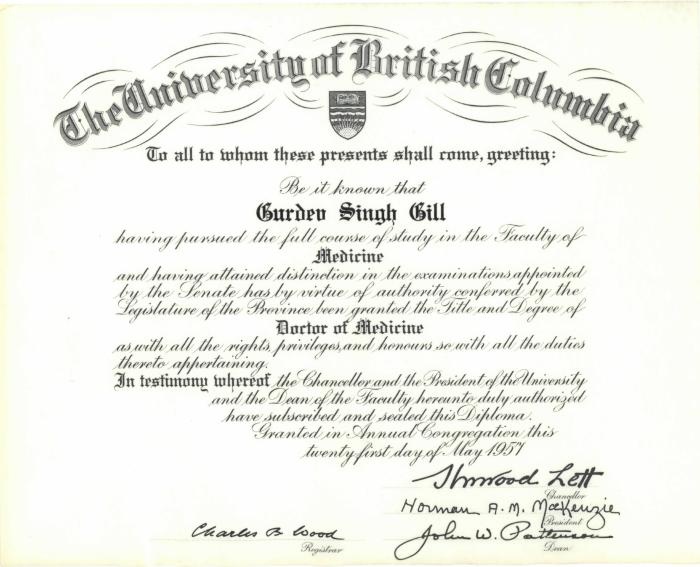 The University of British Columbia
To all to whom these presents shall come, greeting:
Be it known that
Gurdev Singh Gill
having pursued the full course of study in the Faculty of
Medicine
and having attained distinction in the examinations appointed
by the Senate has by virtue of authority conferred by the
Legislature of the Province been granted the Title and Degree of
Doctor of Medicine
as with all the rights, privileges, and honours so with all the duties
thereto appertaining.
In testimony whereof the Chancellor and the President of the University
and the Dean of the Faculty hereunto duly authorized
have subscribed and sealed this Diploma.
Granted in Annual Congregation this
twenty first day of May 1957
Sherwood Lett
Chancellor
Norman A. M. MacKenzie
President
Charles B. Wood
Registrar
John W. Patterson
Dean